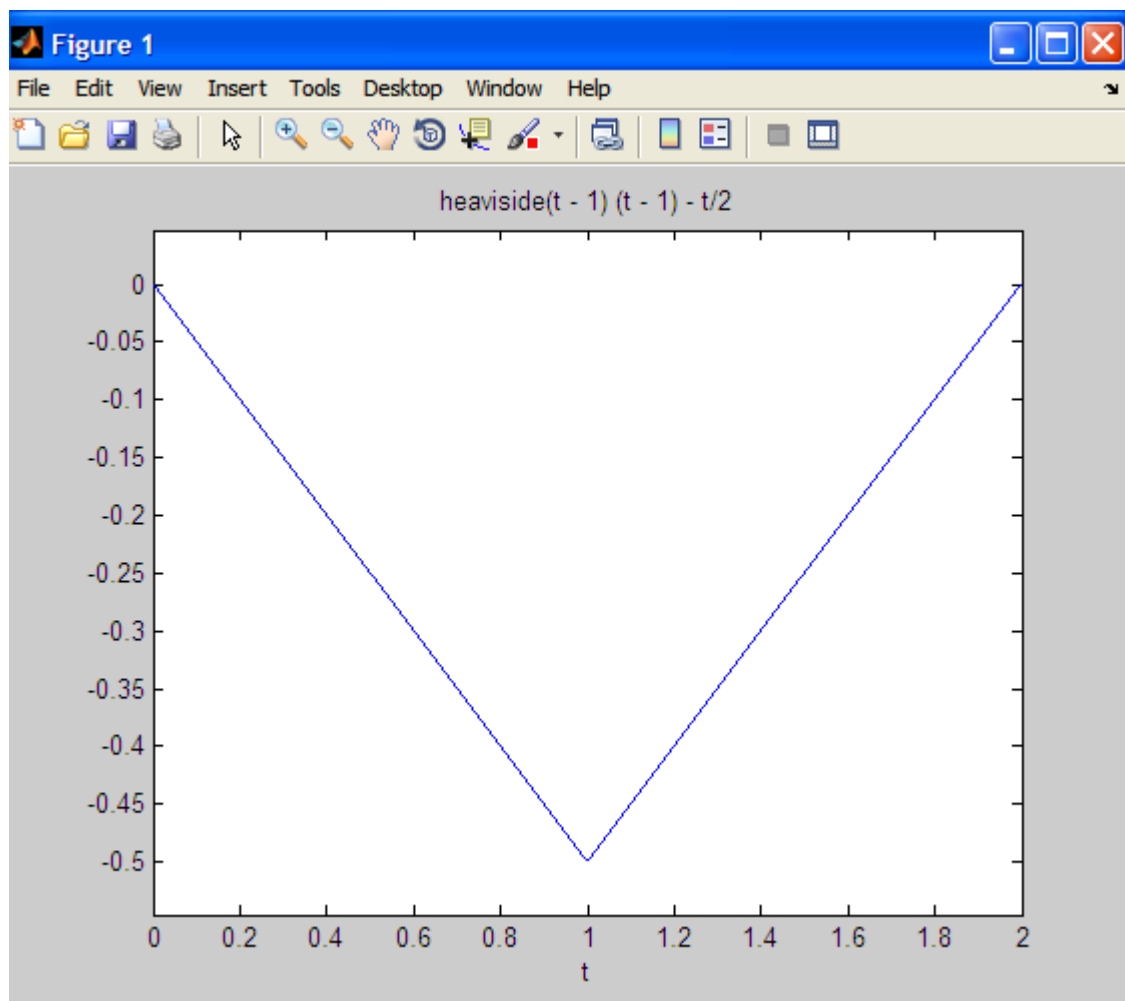 Figure 1
File Edit View Insert Tools Desktop Window Help
heaviside(t - 1) (t - 1) - t/2
0
-0.05
-0.1
-0.15
-0.2
-0.25
-0.3
-0.35
-0.4
-0.45
-0.5
0 0.2 0.4 0.6 0.8 1 1.2 1.4 1.6 1.8 2
t